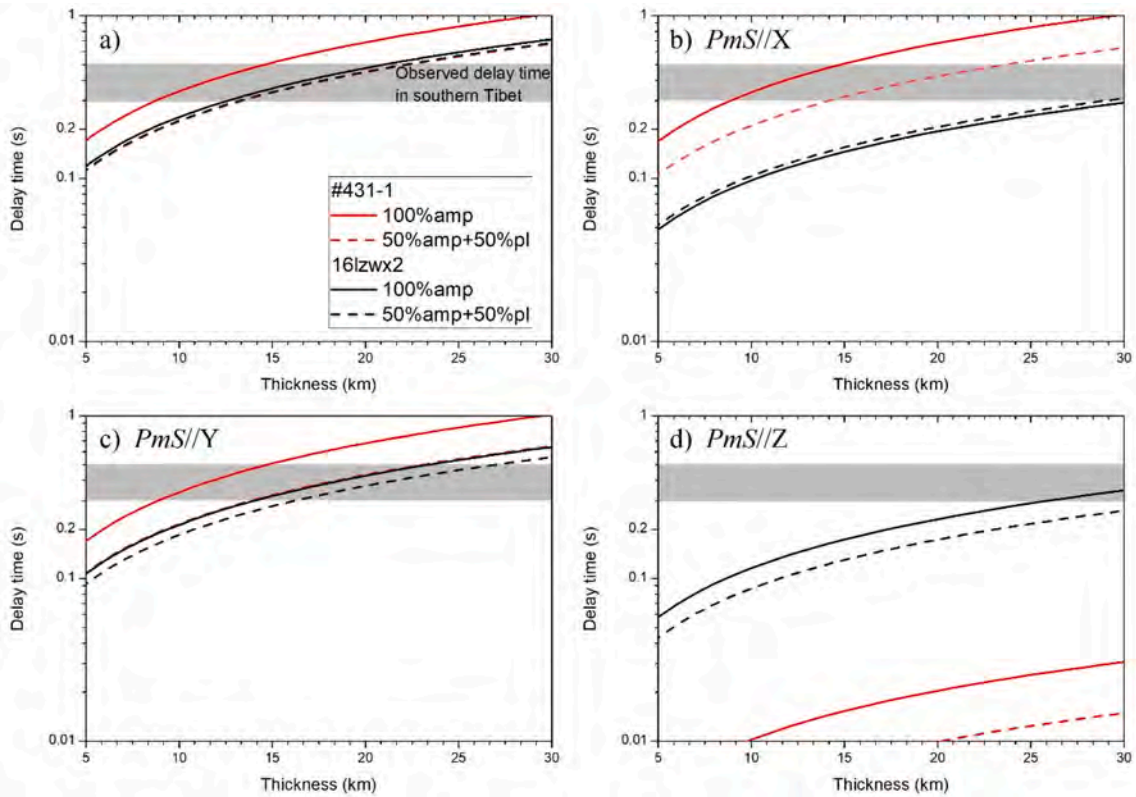 a)
1
0.2
0.1
0.01
Delay time (s)
5 10 15 20 25 30
Thickness (km)
Observed delay time
in southern Tibet
#431-1
100%amp
50%amp+50%pl
16lzwx2
100%amp
50%amp+50%pl
b) PmS//X
1
0.2
0.1
0.01
Delay time (s)
5 10 15 20 25 30
Thickness (km)
c) PmS//Y
1
0.2
0.1
0.01
Delay time (s)
5 10 15 20 25 30
Thickness (km)
d) PmS//Z
1
0.2
0.1
0.01
Delay time (s)
5 10 15 20 25 30
Thickness (km)